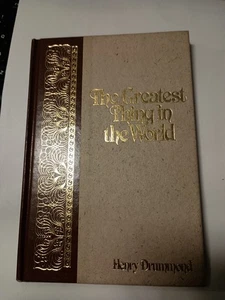 The Greatest
Thing in
the World
Henry Drummond